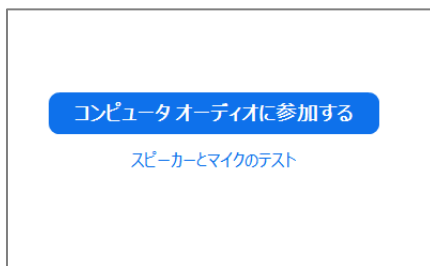 コンピュータ オーディオに参加する
スピーカーとマイクのテスト